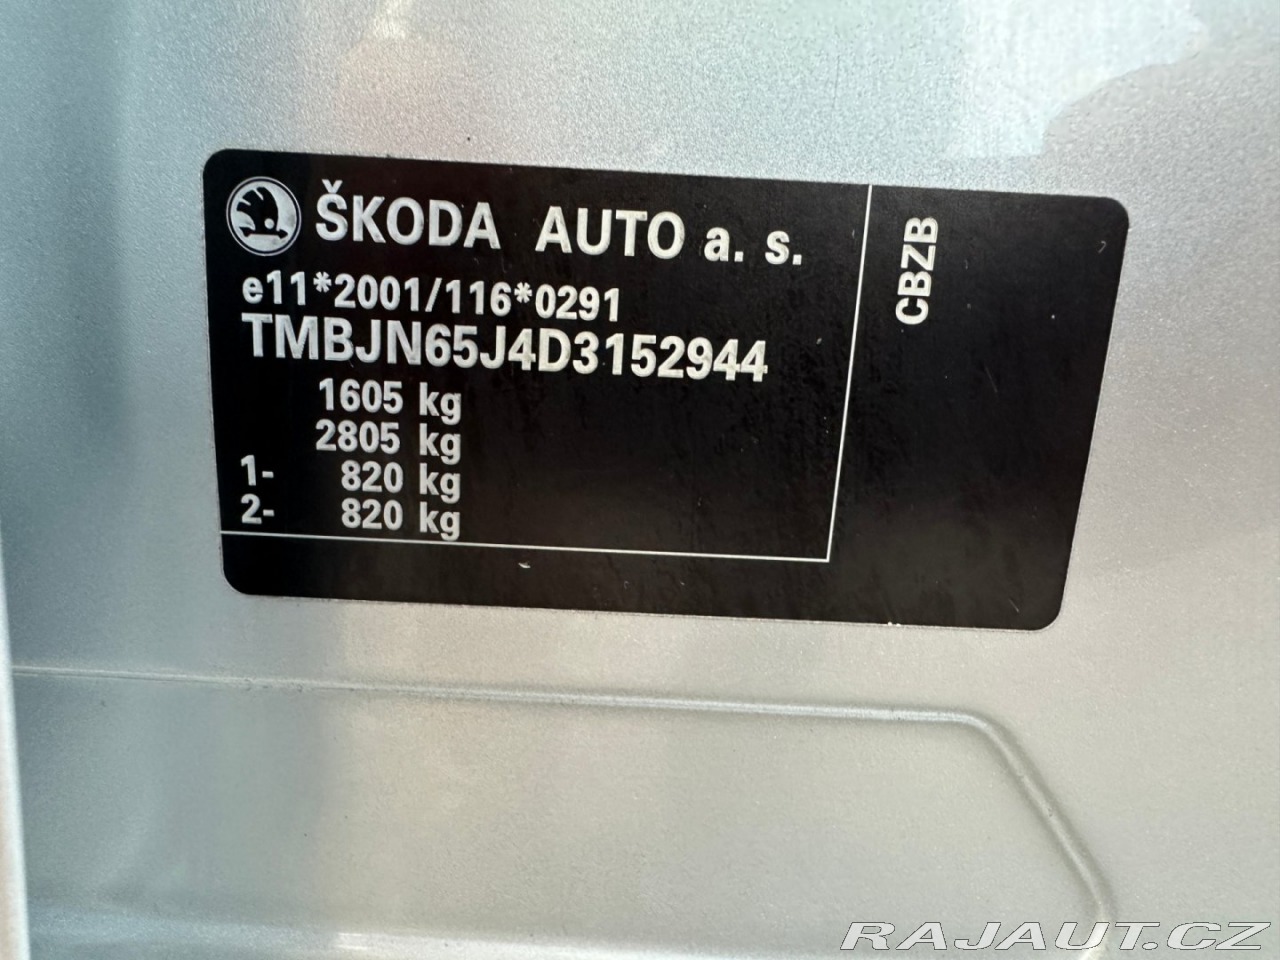 ŠKODA AUTO a. s.
e11*2001/116*0291
TMBJN65J4D3152944
1605 kg
2805 kg
1- 820 kg
2- 820 kg
CBZB
RAJAUT.CZ